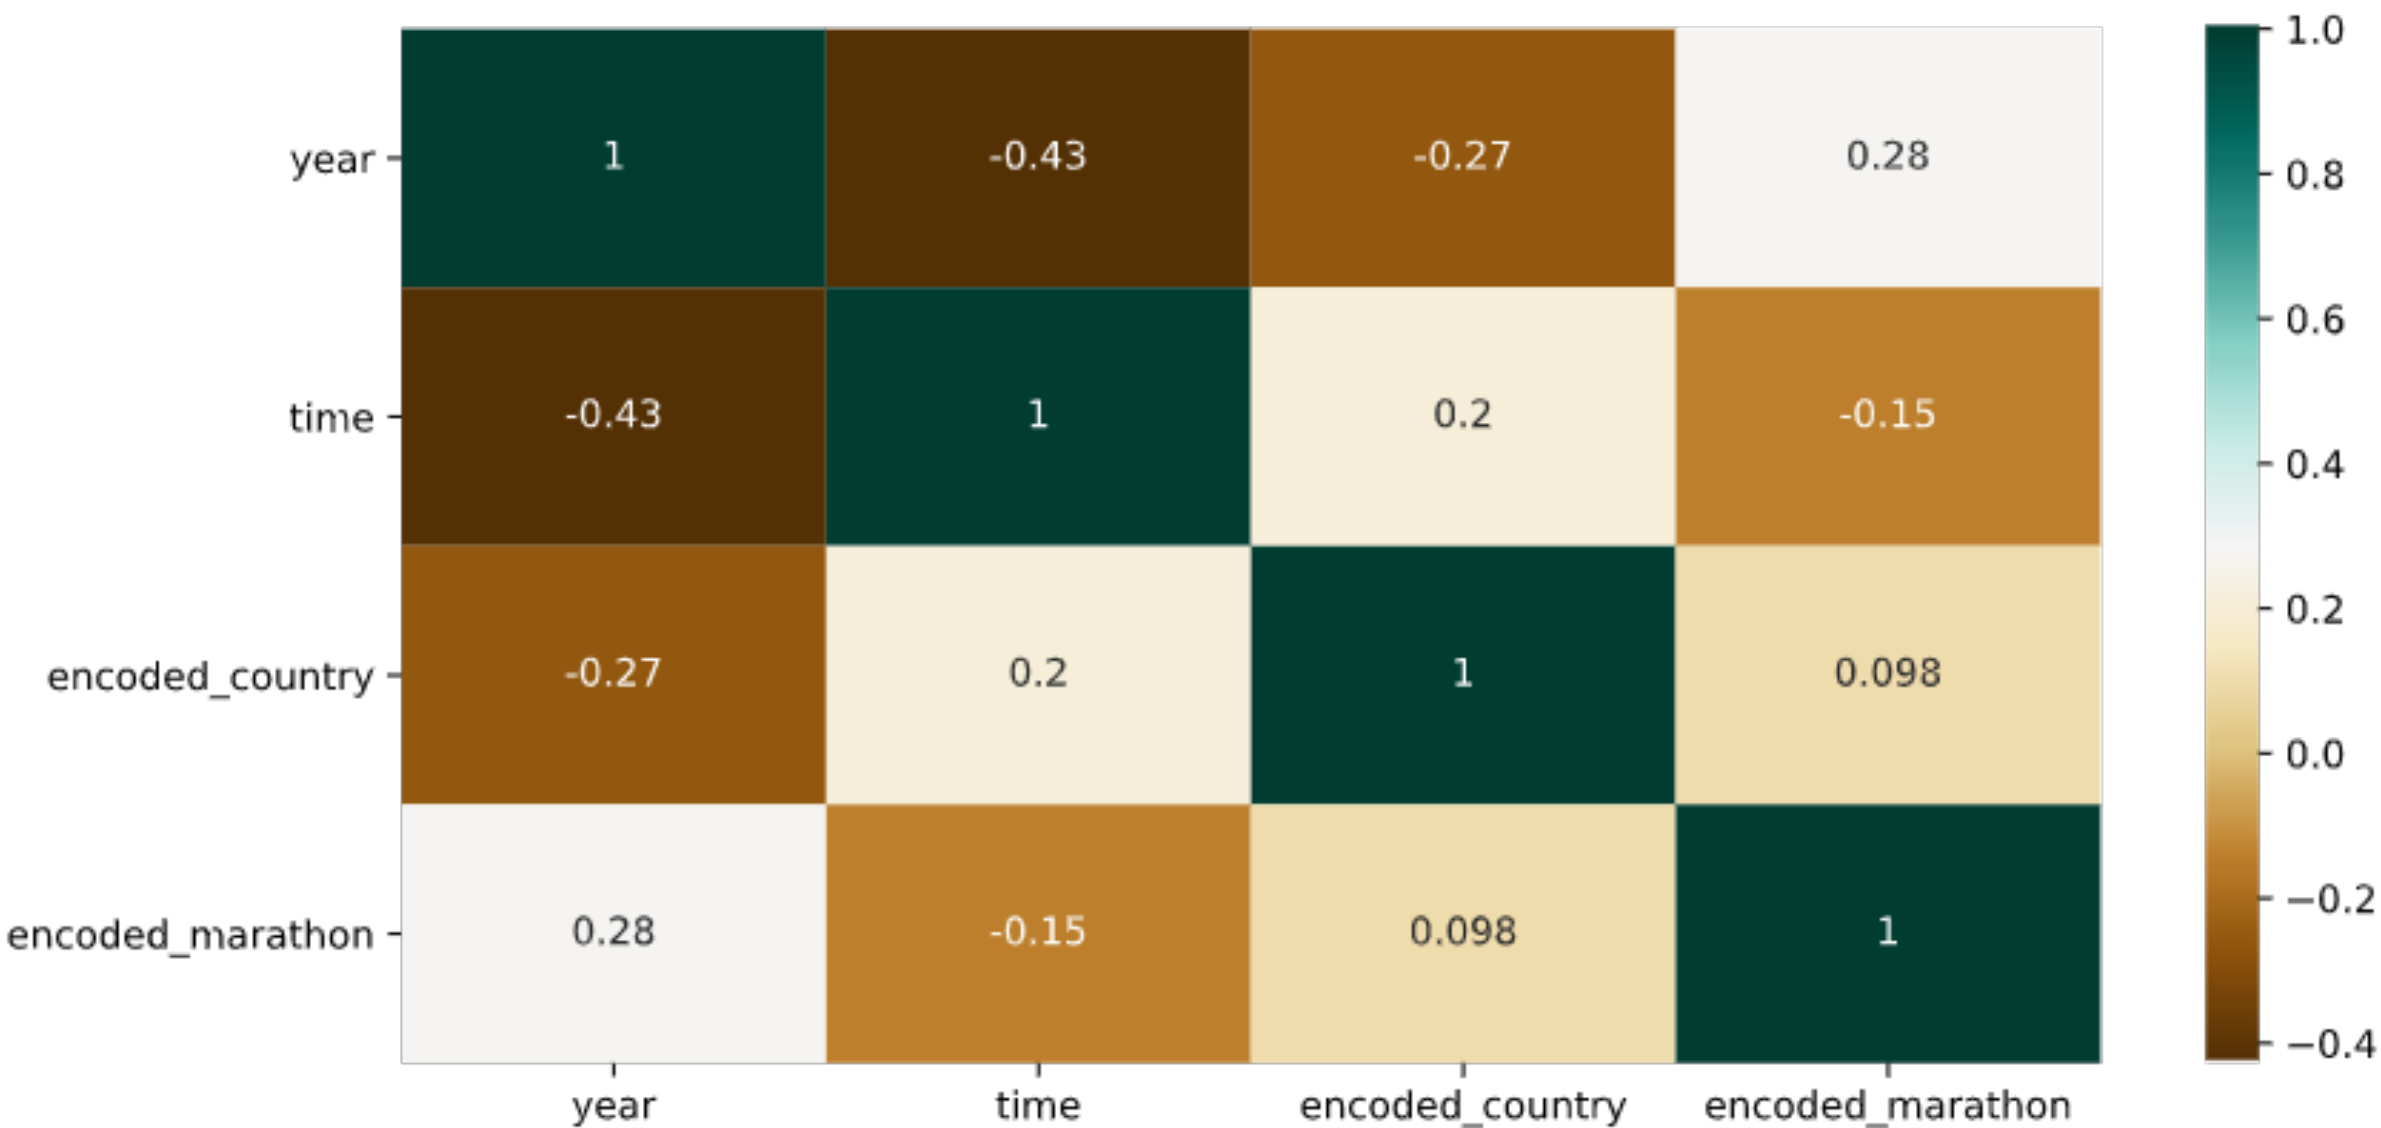 1.0
year 1 -0.43 -0.27 0.28
0.8
0.6
time -0.43 1 0.2 -0.15
0.4
0.2
encoded_country -0.27 0.2 1 0.098
0.0
−0.2
encoded_marathon 0.28 -0.15 0.098 1
−0.4
year time encoded_country encoded_marathon